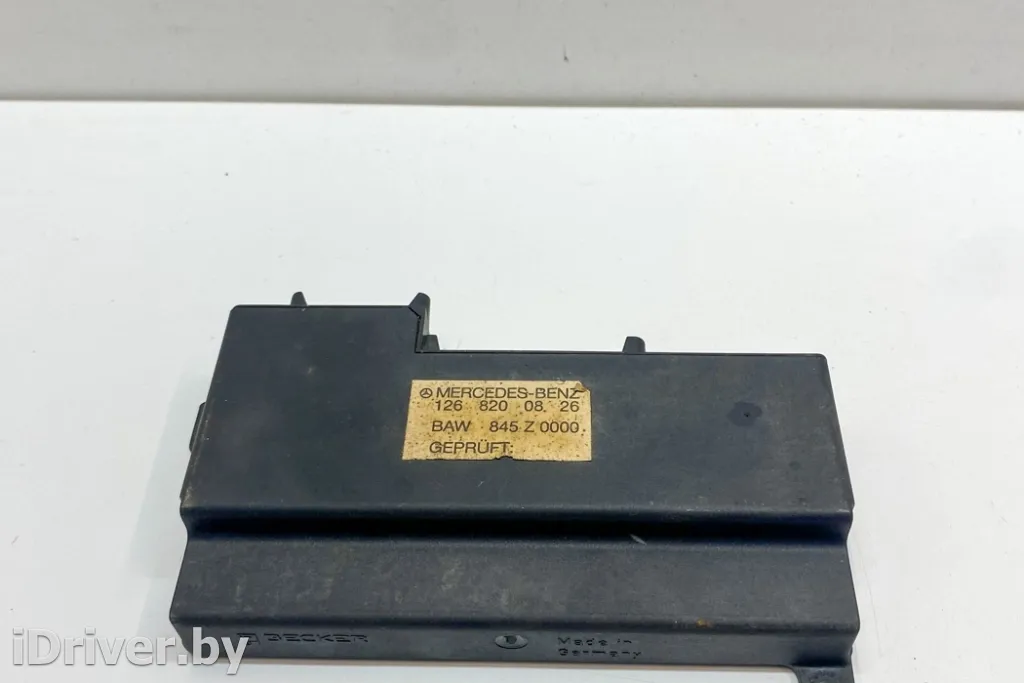 MERCEDES-BENZ
126 820 08 26
BAW 845 Z 0000
GEPRÜFT:
BECKER
B
Made in
Germany
iDriver.by